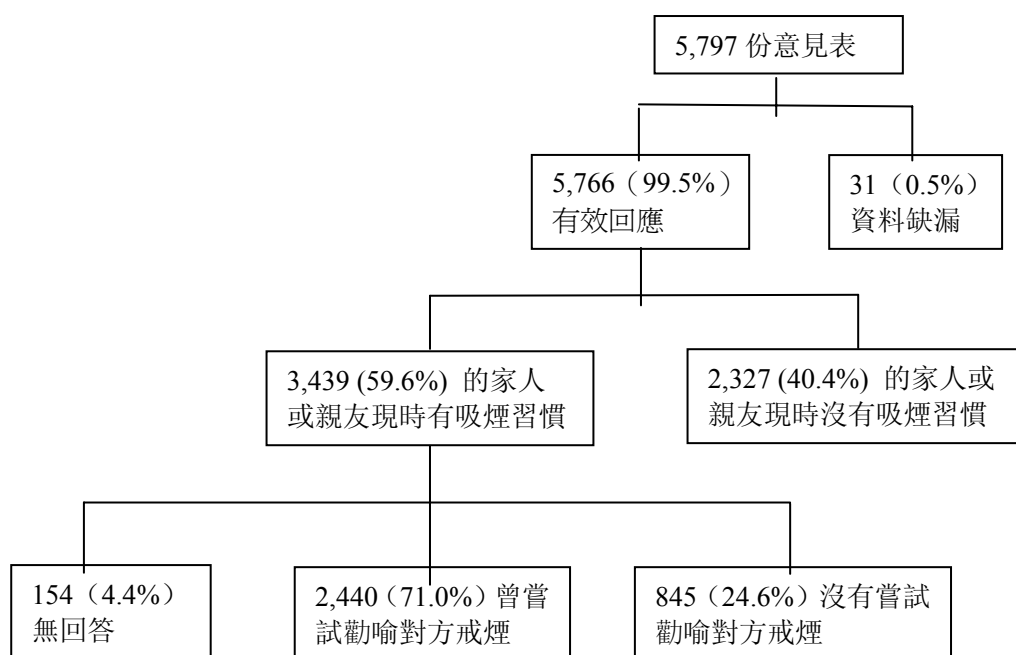 5,797 份意見表
5,766（99.5%）
有效回應
31（0.5%）
資料缺漏
3,439 (59.6%) 的家人
或親友現時有吸煙習慣
2,327 (40.4%) 的家人或
親友現時沒有吸煙習慣
154（4.4%）
無回答
2,440（71.0%）曾嘗
試勸喻對方戒煙
845（24.6%）沒有嘗試
勸喻對方戒煙